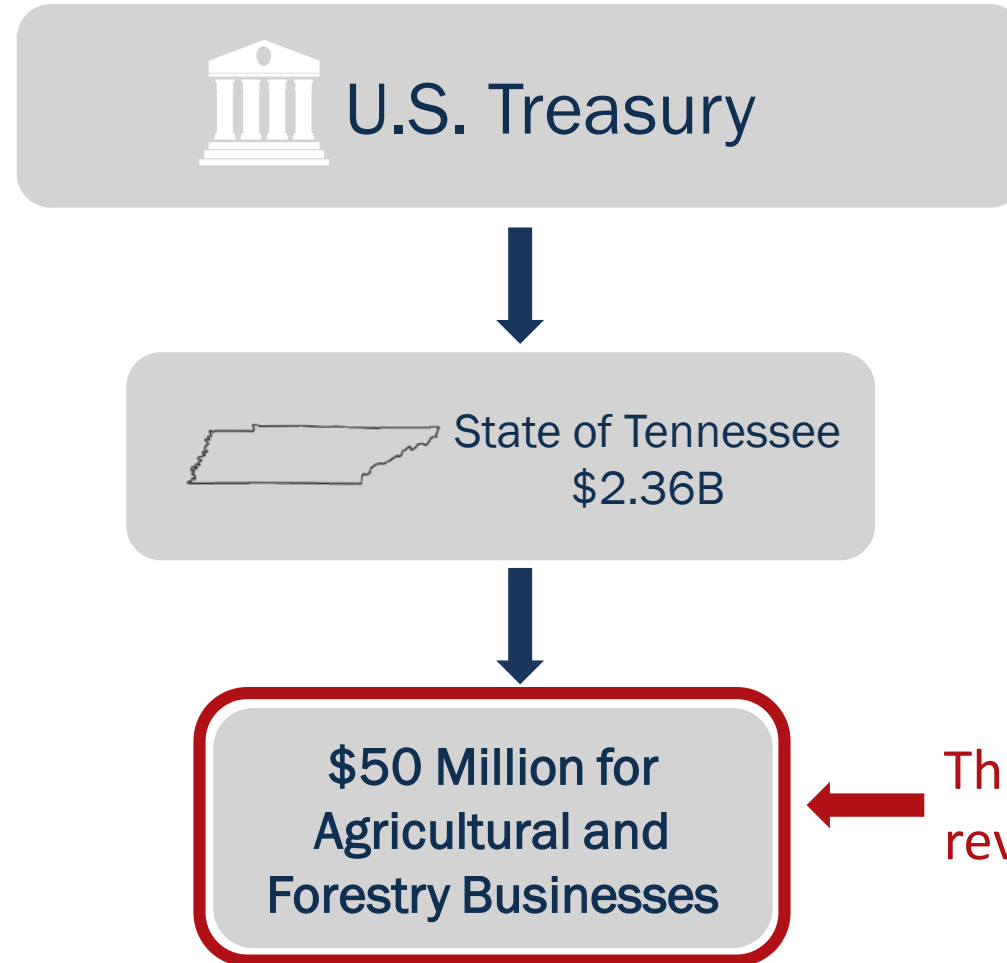 U.S. Treasury
State of Tennessee
$2.36B
$50 Million for
Agricultural and
Forestry Businesses